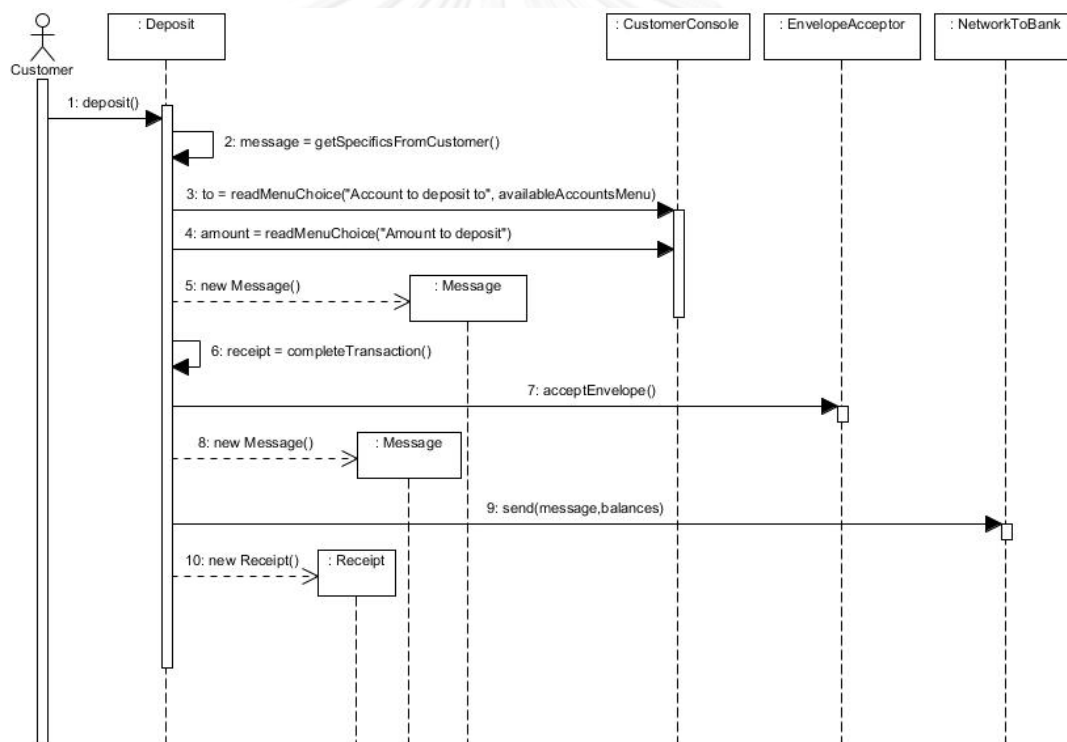 : Deposit
: CustomerConsole
: EnvelopeAcceptor
: NetworkToBank
Customer
1: deposit()
2: message = getSpecificsFromCustomer()
3: to = readMenuChoice("Account to deposit to", availableAccountsMenu)
4: amount = readMenuChoice("Amount to deposit")
5: new Message()
: Message
6: receipt = completeTransaction()
7: acceptEnvelope()
8: new Message()
: Message
9: send(message,balances)
10: new Receipt()
: Receipt